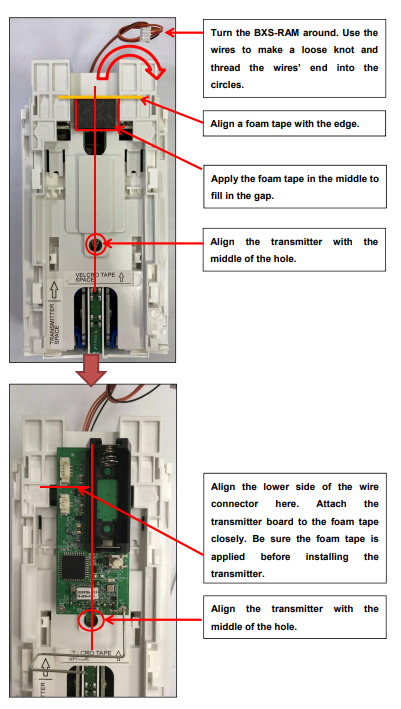 Turn the BXS-RAM around. Use the
wires to make a loose knot and
thread the wires' end into the
circles.
Align a foam tape with the edge.
Apply the foam tape in the middle to
fill in the gap.
Align the transmitter with the
middle of the hole.
VELCRO TAPE
SPACE
TRANSMITTER
SPACE
Align the lower side of the wire
connector here. Attach the
transmitter board to the foam tape
closely. Be sure the foam tape is
applied before installing the
transmitter.
Align the transmitter with the
middle of the hole.